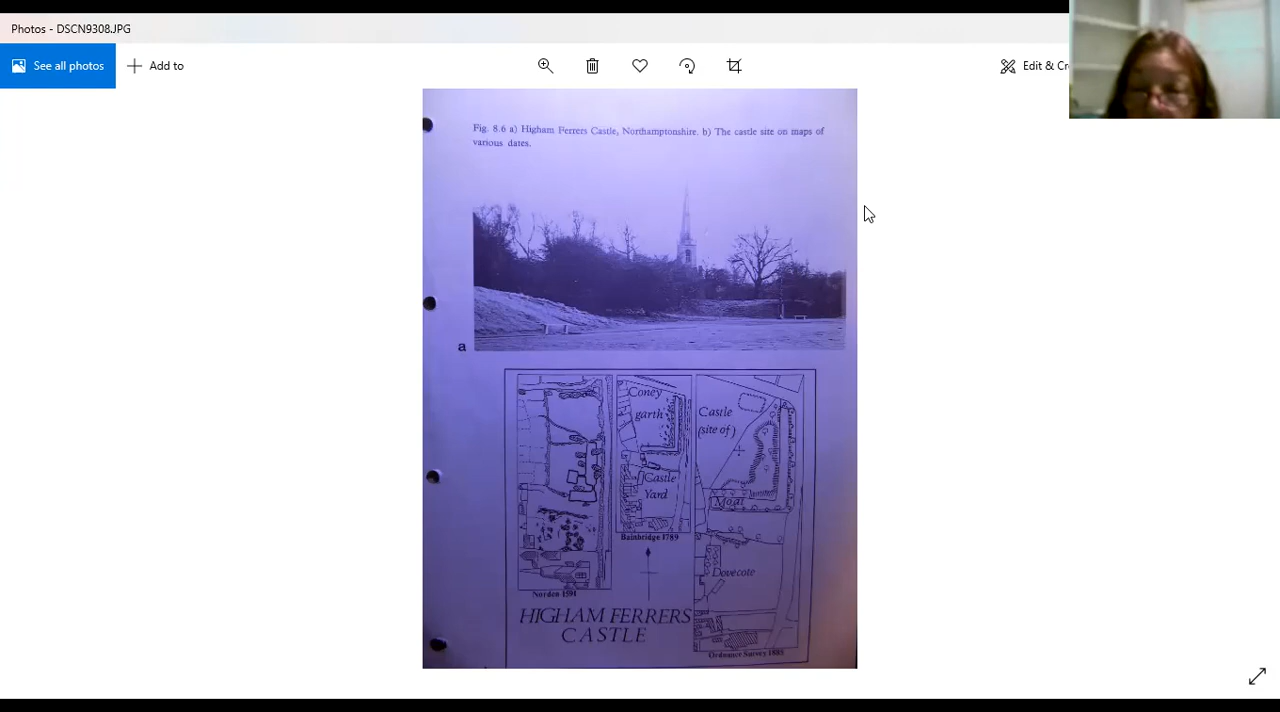 Photos - DSCN9308.JPG
See all photos
Add to
Edit & Cr
Fig. 8.6 a) Higham Ferrers Castle, Northamptonshire. b) The castle site on maps of
various dates.
a
Coney
garth
Castle
Yard
Bainbridge 1789
Castle
(site of)
Moat
Dovecote
Norden 1591
HIGHAM FERRERS
CASTLE
Ordnance Survey